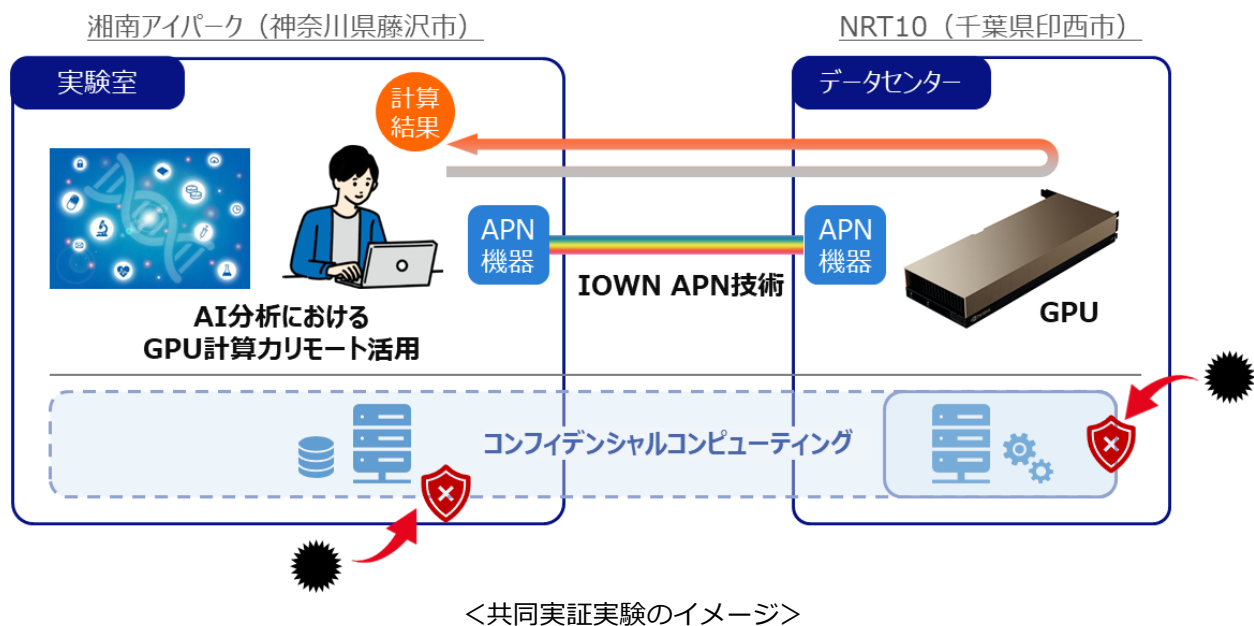 湘南アイパーク（神奈川県藤沢市）
NRT10（千葉県印西市）
実験室
データセンター
計算
結果
APN
機器
APN
機器
IOWN APN技術
GPU
AI分析における
GPU計算力リモート活用
コンフィデンシャルコンピューティング
＜共同実証実験のイメージ＞